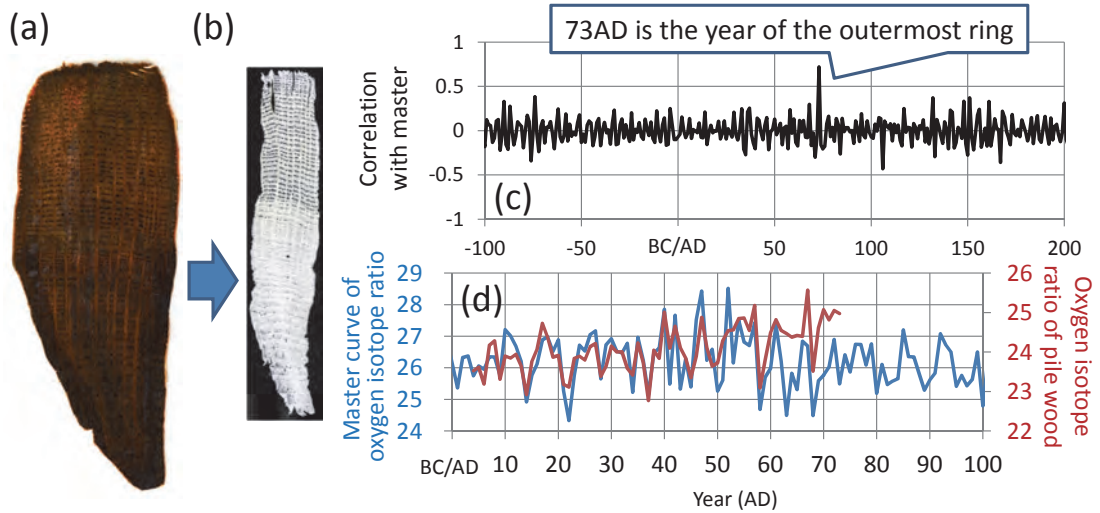 (a)
(b)
73AD is the year of the outermost ring
Correlation
with master
1
0.5
0
-0.5
-1
(c)
-100
-50
BC/AD
50
100
150
200
Master curve of
oxygen isotope ratio
29
28
27
26
25
24
(d)
26
25
24
23
22
Oxygen isotope
ratio of pile wood
BC/AD
10
20
30
40
50
60
70
80
90
100
Year (AD)